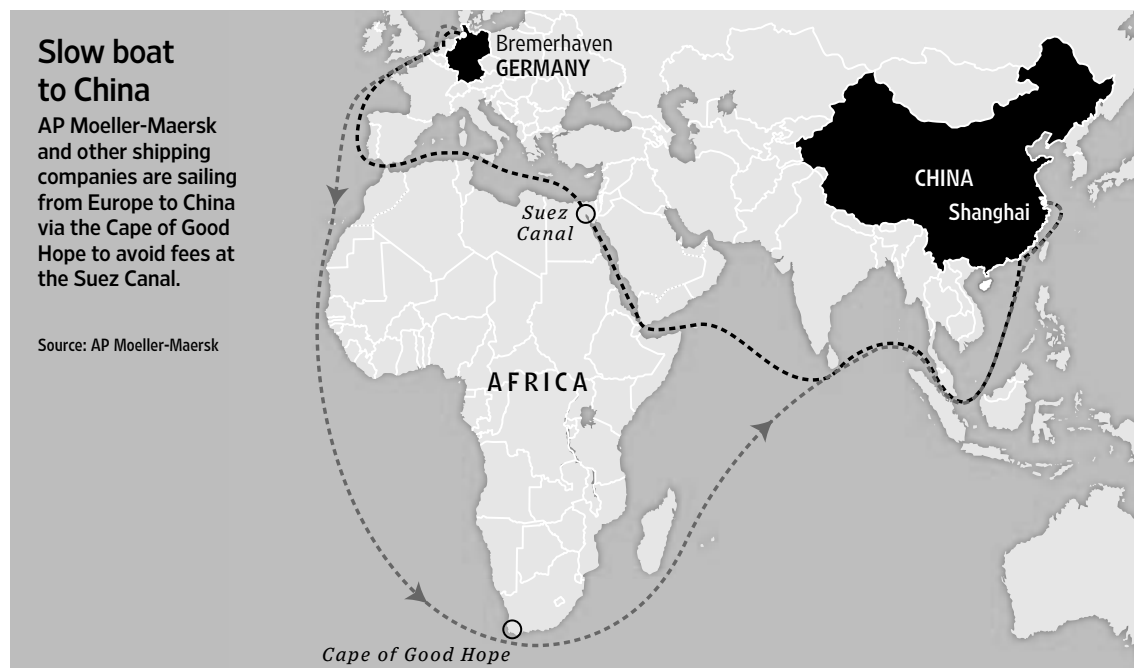 Slow boat
to China
AP Moeller-Maersk
and other shipping
companies are sailing
from Europe to China
via the Cape of Good
Hope to avoid fees at
the Suez Canal.
Source: AP Moeller-Maersk
Bremerhaven
GERMANY
CHINA
Shanghai
Suez
Canal
AFRICA
Cape of Good Hope